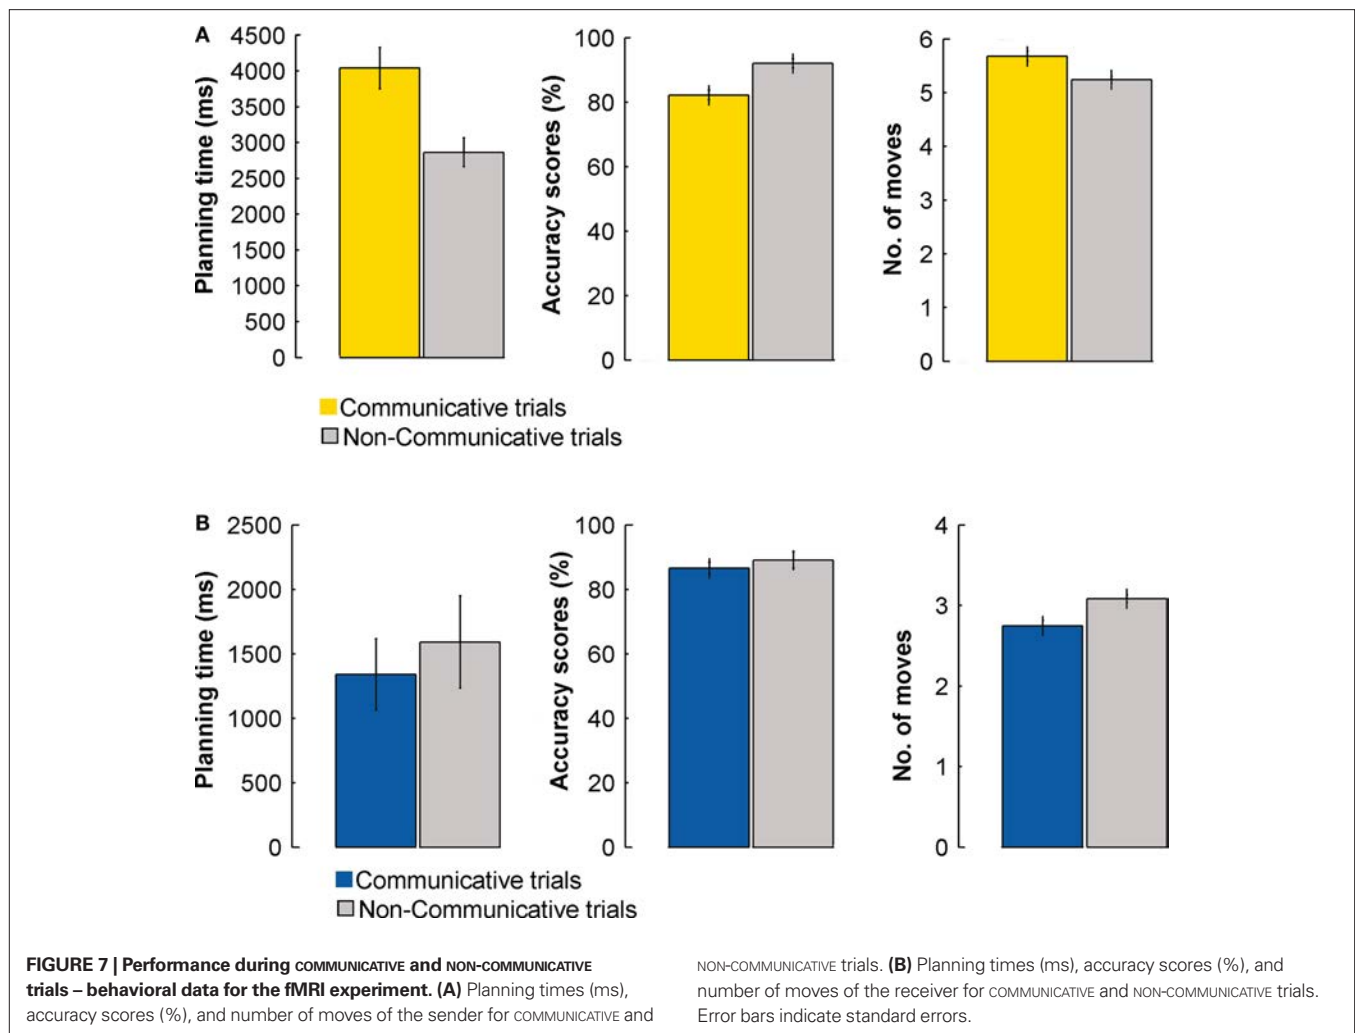 A
4500
4000
3500
3000
2500
2000
1500
1000
500
0
Planning time (ms)
100
80
60
40
20
0
Accuracy scores (%)
6
5
4
3
2
1
0
No. of moves
Communicative trials
Non-Communicative trials
B
2500
2000
1500
1000
500
0
Planning time (ms)
100
80
60
40
20
0
Accuracy scores (%)
4
3
2
1
0
No. of moves
Communicative trials
Non-Communicative trials
FIGURE 7 | Performance during COMMUNICATIVE and NON-COMMUNICATIVE
trials – behavioral data for the fMRI experiment. (A) Planning times (ms),
accuracy scores (%), and number of moves of the sender for COMMUNICATIVE and
NON-COMMUNICATIVE trials. (B) Planning times (ms), accuracy scores (%), and
number of moves of the receiver for COMMUNICATIVE and NON-COMMUNICATIVE trials.
Error bars indicate standard errors.